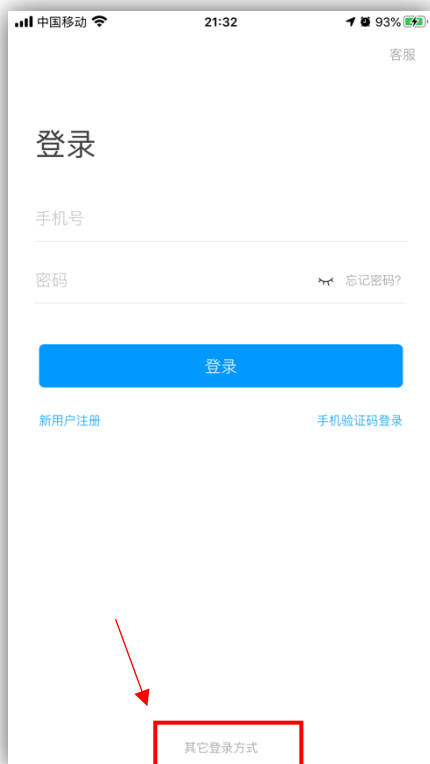 中国移动 21:32 93%
客服
登录
手机号
密码 忘记密码?
登录
新用户注册 手机验证码登录
其它登录方式